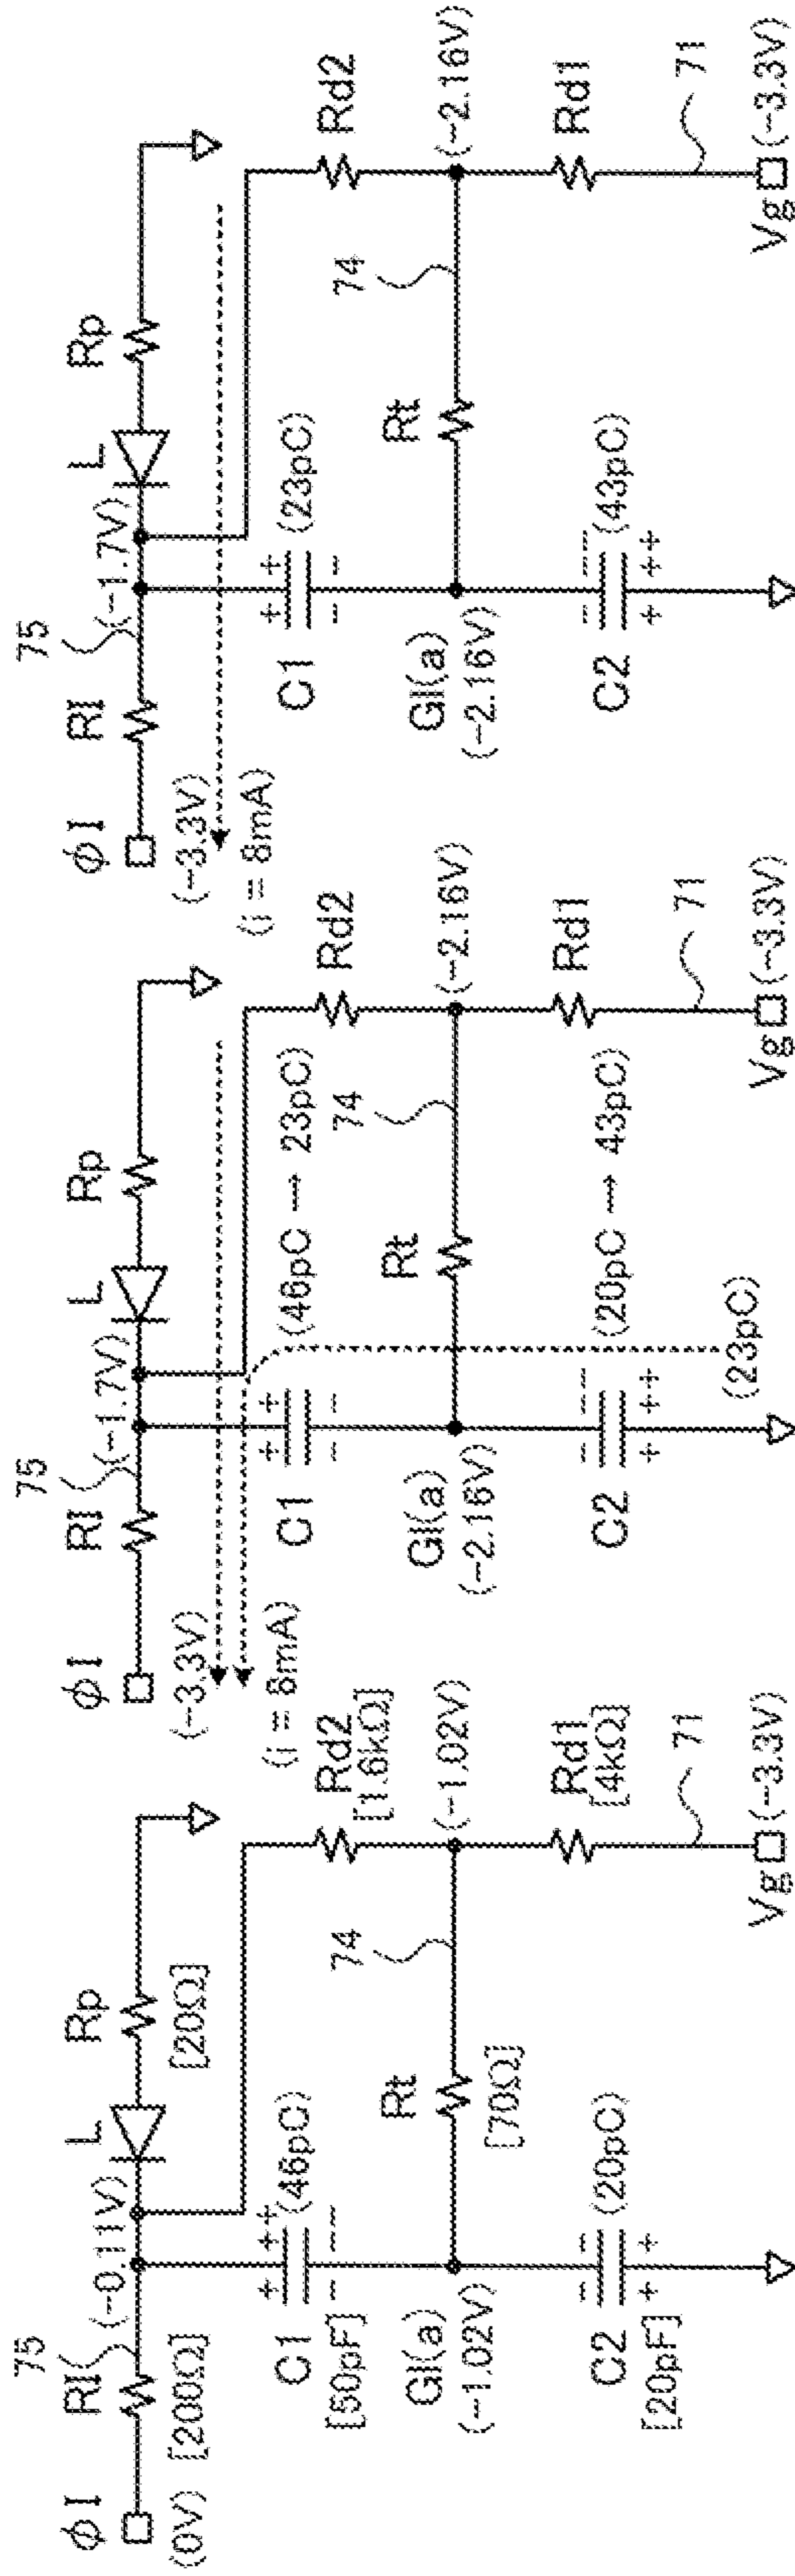 75
φI
RI
(−0.11V)
L
Rp
(0V)
[200Ω]
[20Ω]
C1
[50pF]
(46pC)
Rd2
[1.6kΩ]
Gl(a)
(−1.02V)
Rt
[70Ω]
74
(−1.02V)
C2
[20pF]
(20pC)
Rd1
[4kΩ]
71
Vg
(−3.3V)
75
φI
RI
(−1.7V)
L
Rp
(−3.3V)
(i = 8mA)
C1
(46pC → 23pC)
Rd2
Gl(a)
(−2.16V)
Rt
74
(−2.16V)
C2
(20pC → 43pC)
Rd1
(23pC)
71
Vg
(−3.3V)
75
φI
RI
(−1.7V)
L
Rp
(−3.3V)
(i = 8mA)
C1
(23pC)
Rd2
Gl(a)
(−2.16V)
Rt
74
(−2.16V)
C2
(43pC)
Rd1
71
Vg
(−3.3V)